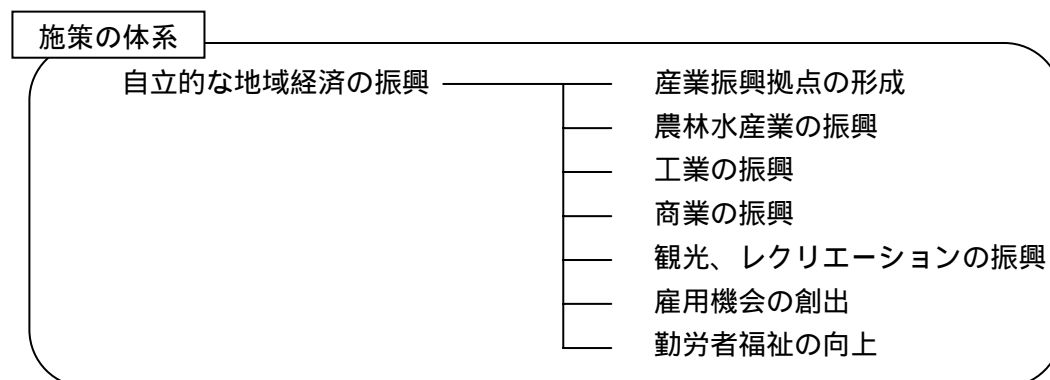 施策の体系
自立的な地域経済の振興 産業振興拠点の形成
農林水産業の振興
工業の振興
商業の振興
観光、レクリエーションの振興
雇用機会の創出
勤労者福祉の向上